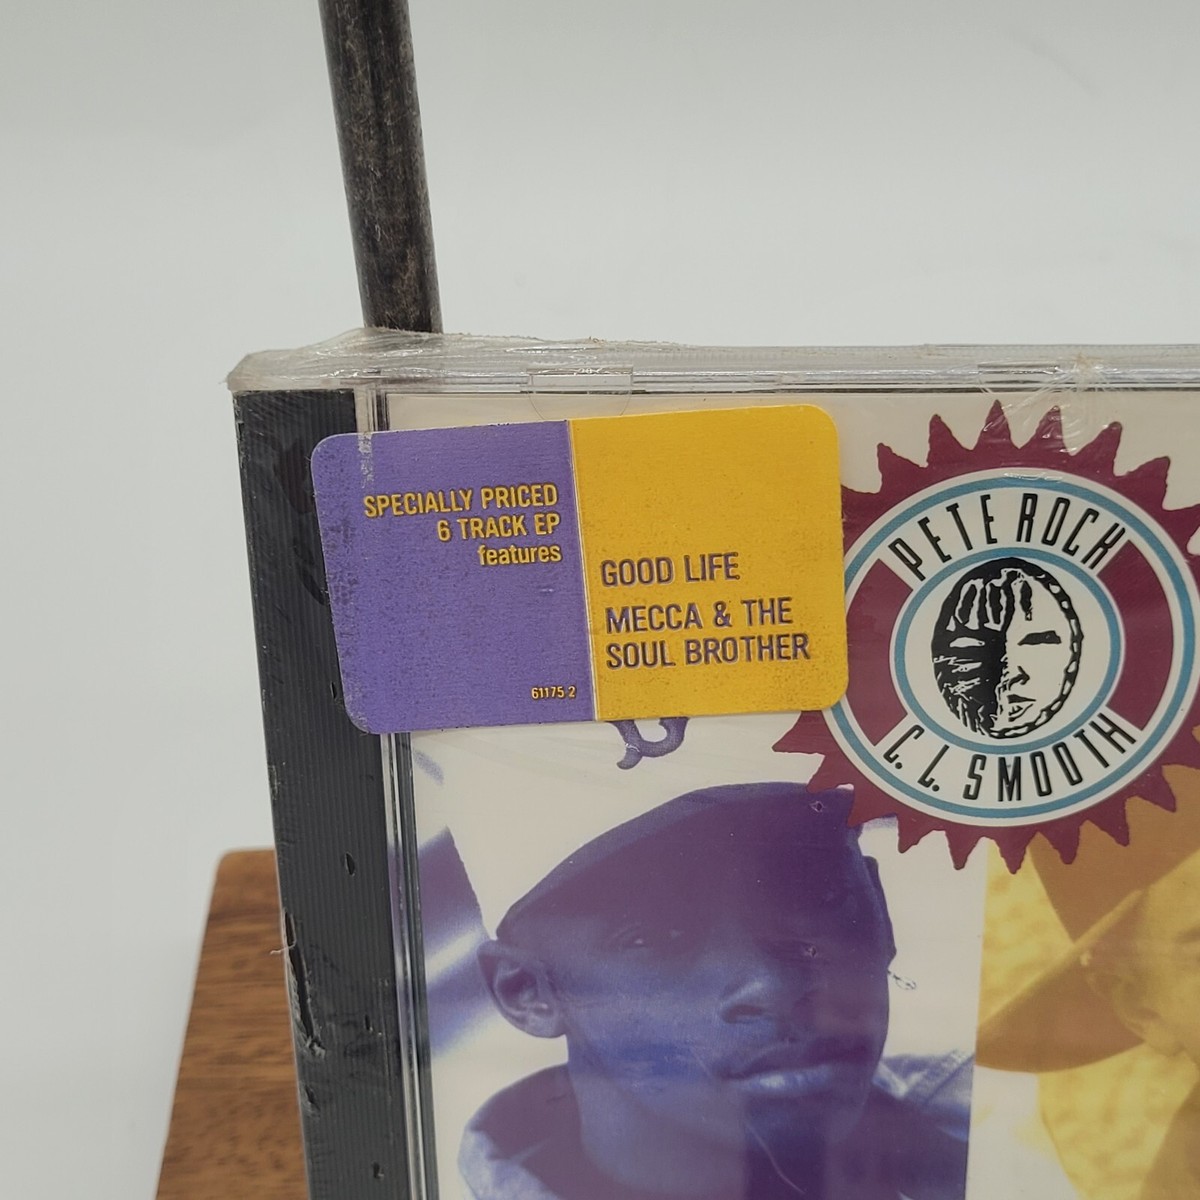 SPECIALLY PRICED
6 TRACK EP
features
61175 2
GOOD LIFE
MECCA & THE
SOUL BROTHER
PETE ROCK
C. L. SMOOTH